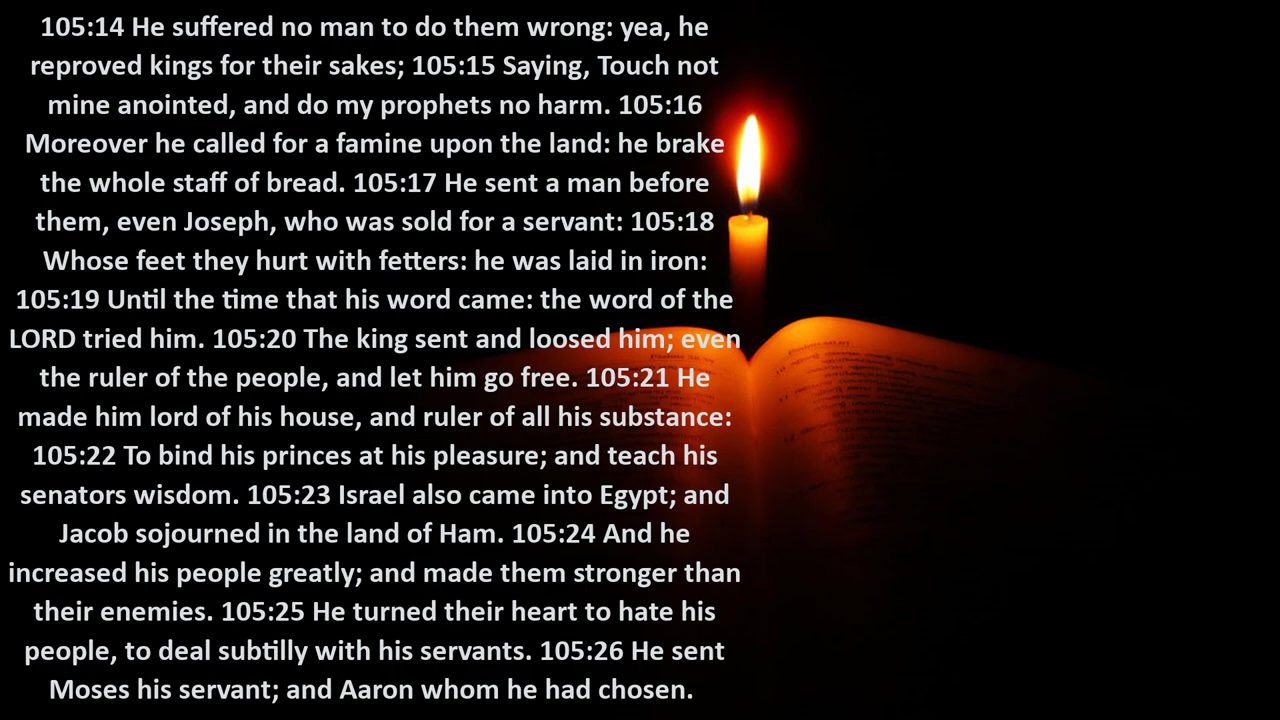 105:14 He suffered no man to do them wrong: yea, he
reproved kings for their sakes; 105:15 Saying, Touch not
mine anointed, and do my prophets no harm. 105:16
Moreover he called for a famine upon the land: he brake
the whole staff of bread. 105:17 He sent a man before
them, even Joseph, who was sold for a servant: 105:18
Whose feet they hurt with fetters: he was laid in iron:
105:19 Until the time that his word came: the word of the
LORD tried him. 105:20 The king sent and loosed him; even
the ruler of the people, and let him go free. 105:21 He
made him lord of his house, and ruler of all his substance:
105:22 To bind his princes at his pleasure; and teach his
senators wisdom. 105:23 Israel also came into Egypt; and
Jacob sojourned in the land of Ham. 105:24 And he
increased his people greatly; and made them stronger than
their enemies. 105:25 He turned their heart to hate his
people, to deal subtilly with his servants. 105:26 He sent
Moses his servant; and Aaron whom he had chosen.